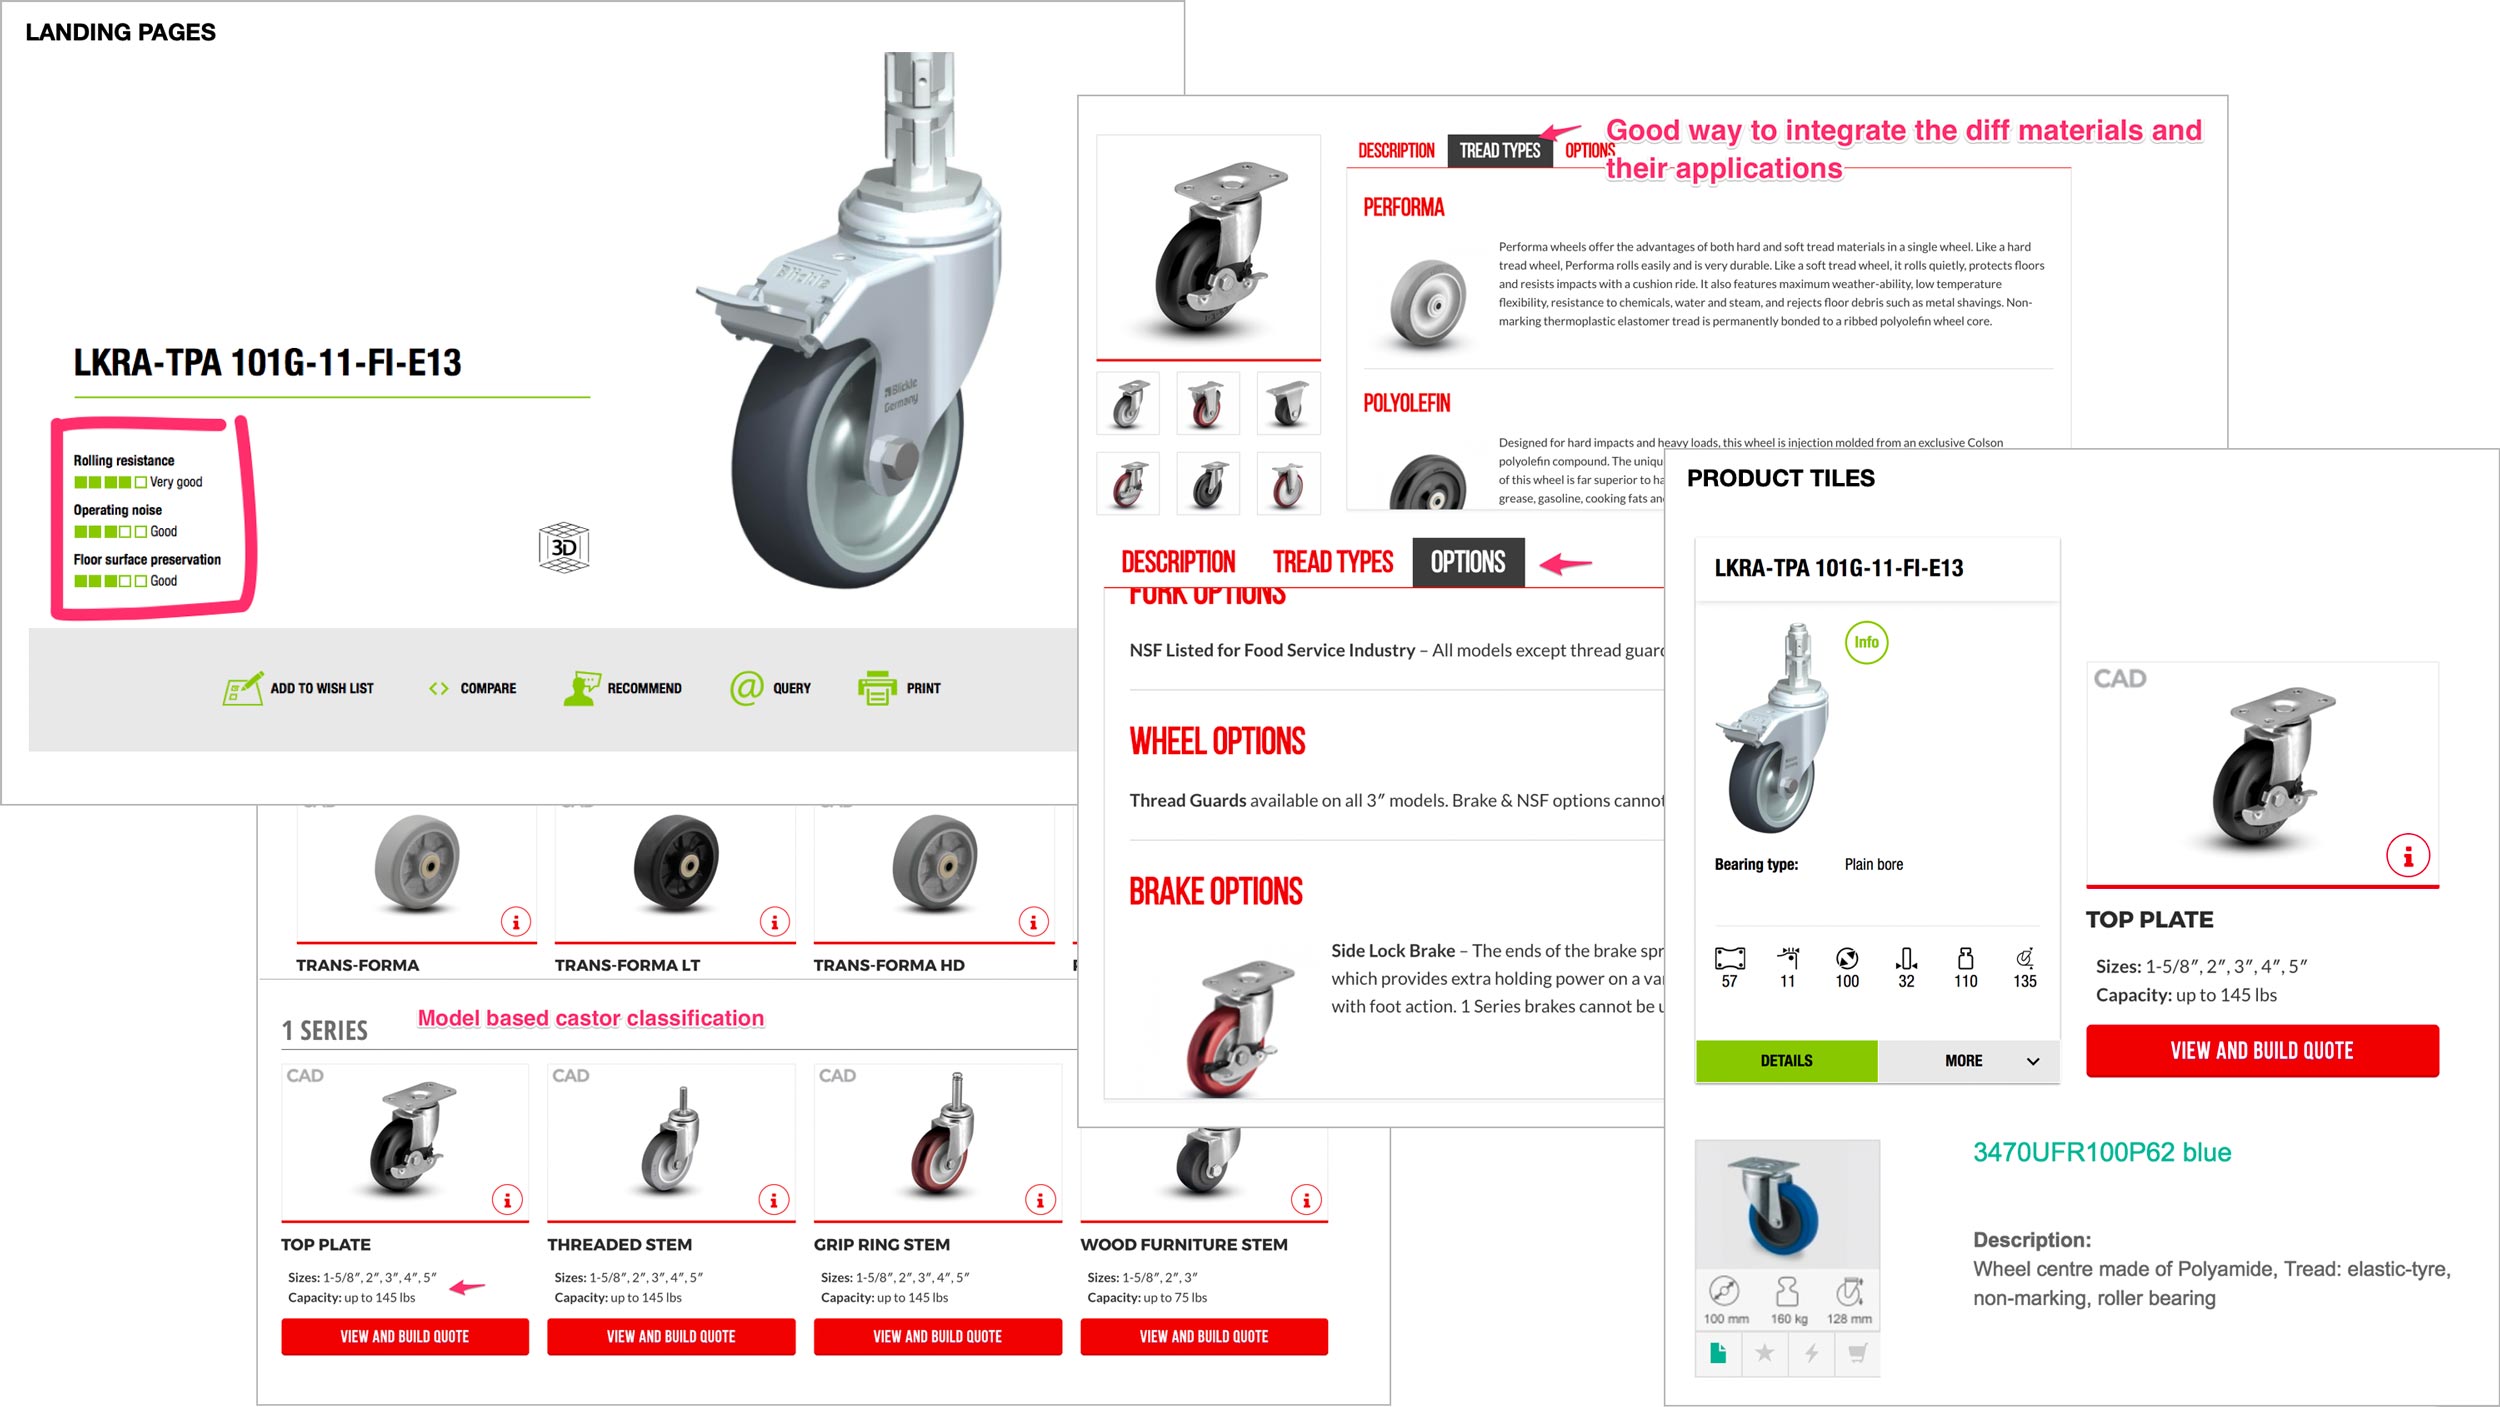 LANDING PAGES
Blickle
Blickle
Germany
LKRA-TPA 101G-11-FI-E13
Rolling resistance
Very good
Operating noise
Good
Floor surface preservation
Good
3D
ADD TO WISH LIST
COMPARE
RECOMMEND
@ QUERY
PRINT
DESCRIPTION TREAD TYPES OPTIONS
Good way to integrate the diff materials and
their applications
PERFORMA
Performa wheels offer the advantages of both hard and soft tread materials in a single wheel. Like a hard
tread wheel, Performa rolls easily and is very durable. Like a soft tread wheel, it rolls quietly, protects floors
and resists impacts with a cushion ride. It also features maximum weather-ability, low temperature
flexibility, resistance to chemicals, water and steam, and rejects floor debris such as metal shavings. Non-
marking thermoplastic elastomer tread is permanently bonded to a ribbed polyolefin wheel core.
POLYOLEFIN
Designed for hard impacts and heavy loads, this wheel is injection molded from an exclusive Colson
polyolefin compound. The uniqu
of this wheel is far superior to ha
grease, gasoline, cooking fats an
DESCRIPTION TREAD TYPES OPTIONS
FORK OPTIONS
NSF Listed for Food Service Industry – All models except thread guard
WHEEL OPTIONS
Thread Guards available on all 3″ models. Brake & NSF options cannot
BRAKE OPTIONS
Side Lock Brake – The ends of the brake spr
which provides extra holding power on a va
with foot action. 1 Series brakes cannot be u
TRANS-FORMA
TRANS-FORMA LT
TRANS-FORMA HD
1 SERIES
Model based castor classification
CAD
CAD
CAD
TOP PLATE
Sizes: 1-5/8″, 2″, 3″, 4″, 5″
Capacity: up to 145 lbs
VIEW AND BUILD QUOTE
THREADED STEM
Sizes: 1-5/8″, 2″, 3″, 4″, 5″
Capacity: up to 145 lbs
VIEW AND BUILD QUOTE
GRIP RING STEM
Sizes: 1-5/8″, 2″, 3″, 4″, 5″
Capacity: up to 145 lbs
VIEW AND BUILD QUOTE
WOOD FURNITURE STEM
Sizes: 1-5/8″, 2″, 3″
Capacity: up to 75 lbs
VIEW AND BUILD QUOTE
PRODUCT TILES
LKRA-TPA 101G-11-FI-E13
Info
Bearing type: Plain bore
57 11 100 32 110 135
DETAILS
MORE
CAD
TOP PLATE
Sizes: 1-5/8″, 2″, 3″, 4″, 5″
Capacity: up to 145 lbs
VIEW AND BUILD QUOTE
100 mm 160 kg 128 mm
3470UFR100P62 blue
Description:
Wheel centre made of Polyamide, Tread: elastic-tyre,
non-marking, roller bearing